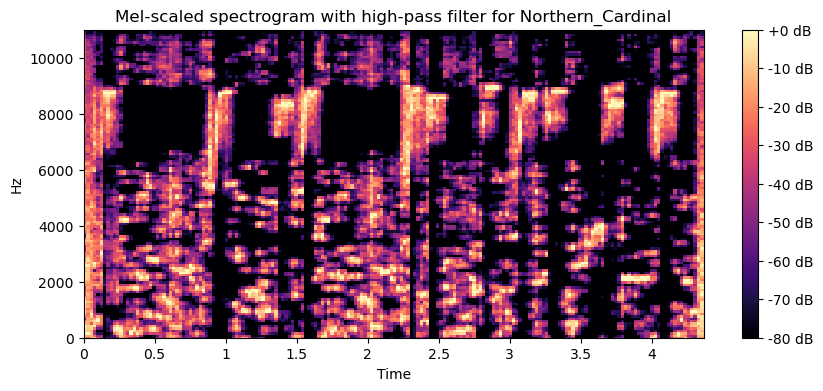 Mel-scaled spectrogram with high-pass filter for Northern_Cardinal
10000
8000
6000
4000
2000
0
Hz
0 0.5 1 1.5 2 2.5 3 3.5 4
Time
+0 dB
-10 dB
-20 dB
-30 dB
-40 dB
-50 dB
-60 dB
-70 dB
-80 dB